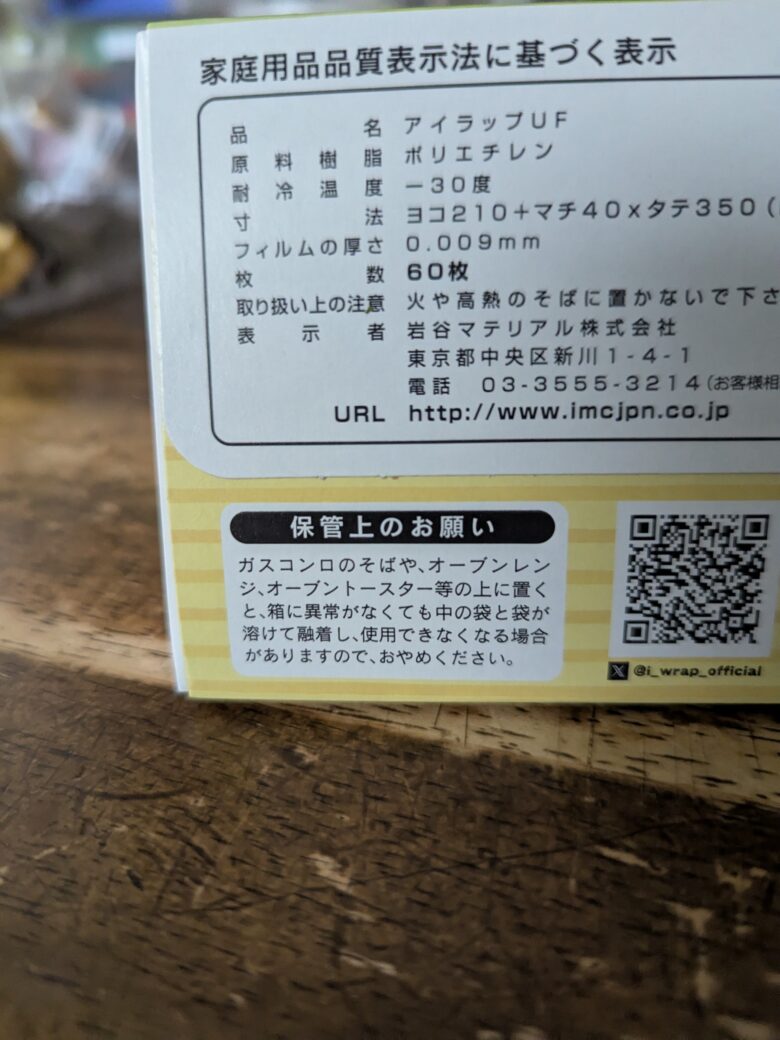 家庭用品品質表示法に基づく表示
品名 アイラップUF
原料樹脂 ポリエチレン
耐冷温度 －30度
寸法 ヨコ210＋マチ40xタテ350（
フィルムの厚さ 0.009mm
枚数 60枚
取り扱い上の注意 火や高熱のそばに置かないで下さ
表示者 岩谷マテリアル株式会社
東京都中央区新川1-4-1
電話 03-3555-3214（お客様相
URL http://www.imcjpn.co.jp
保管上のお願い
ガスコンロのそばや、オーブンレン
ジ、オーブントースター等の上に置く
と、箱に異常がなくても中の袋と袋が
溶けて融着し、使用できなくなる場合
がありますので、おやめください。
X @i_wrap_official